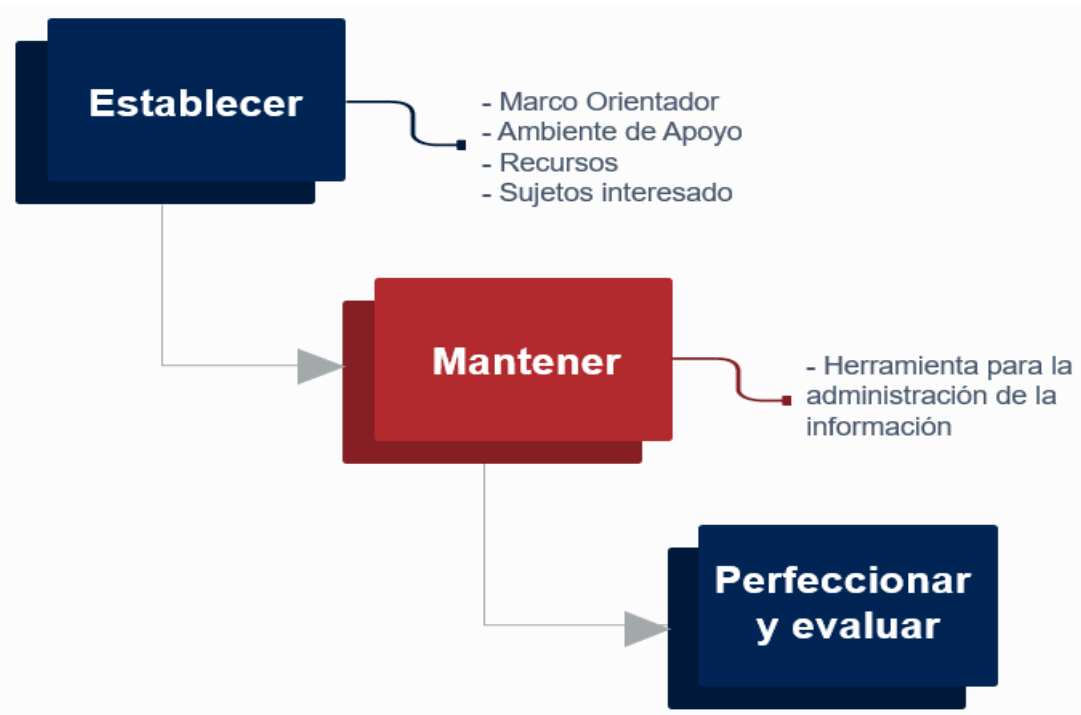 Establecer
- Marco Orientador
- Ambiente de Apoyo
- Recursos
- Sujetos interesado
Mantener
- Herramienta para la
administración de la
información
Perfeccionar
y evaluar